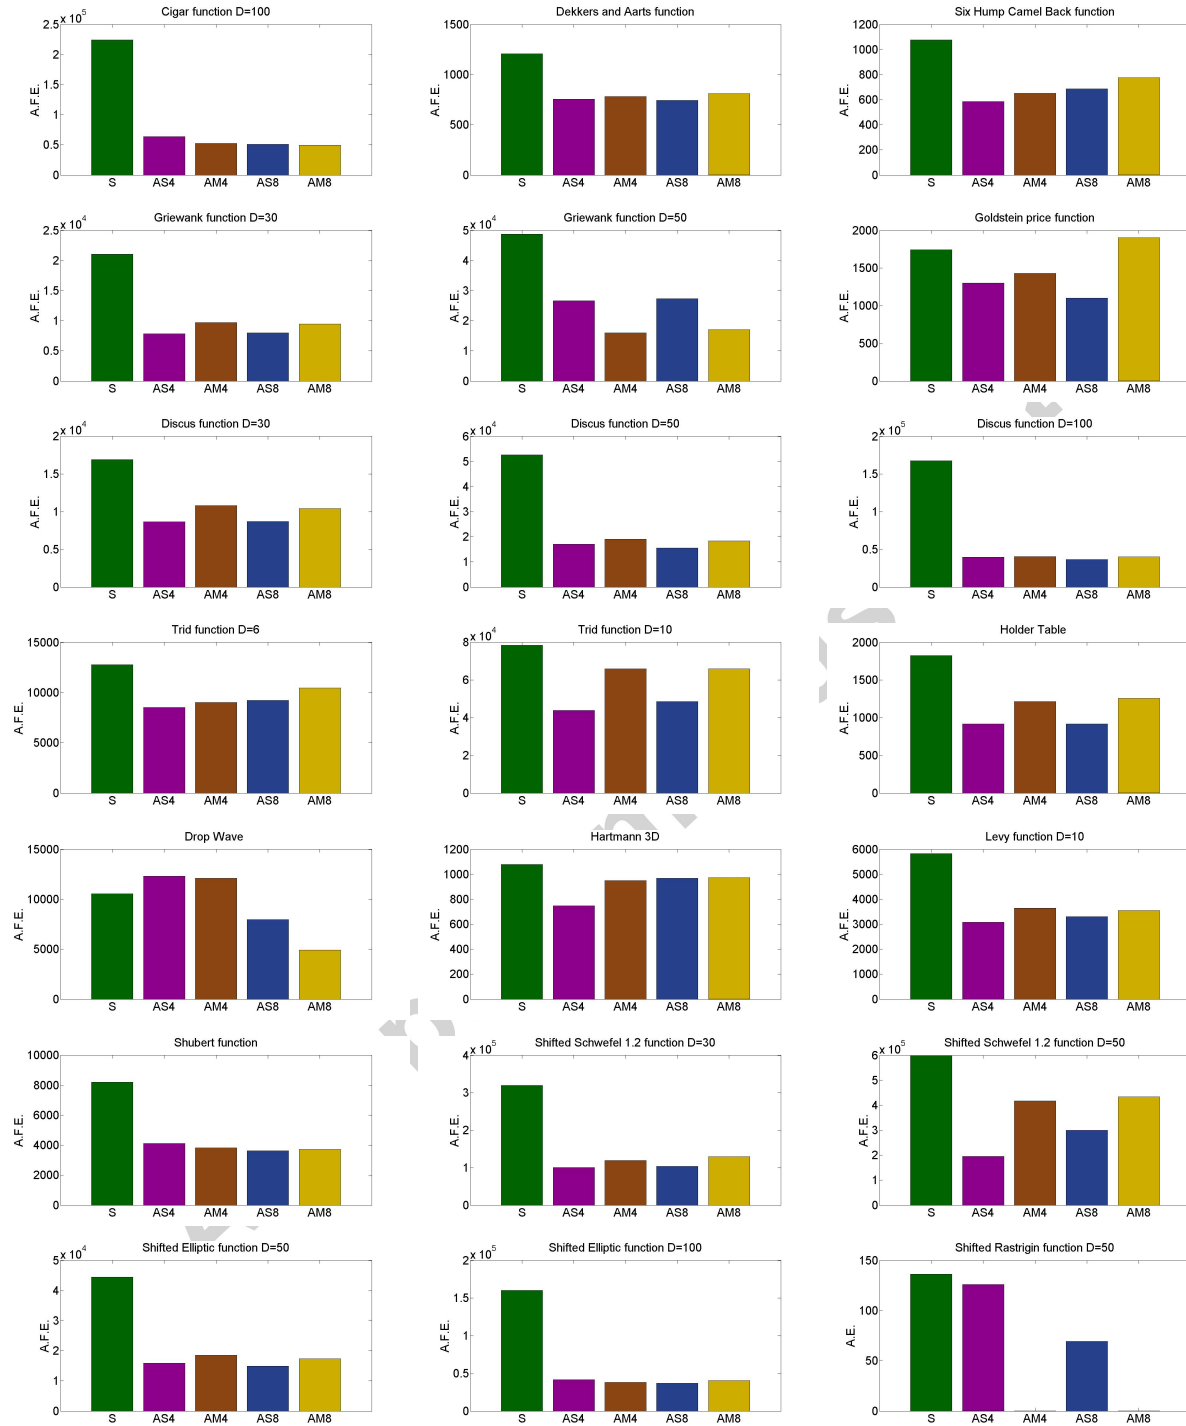 Cigar function D=100
x 10^5
2.5
2
1.5
1
0.5
0
A.F.E.
S AS4 AM4 AS8 AM8
Dekkers and Aarts function
1500
1000
500
0
A.F.E.
S AS4 AM4 AS8 AM8
Six Hump Camel Back function
1200
1000
800
600
400
200
0
A.F.E.
S AS4 AM4 AS8 AM8
Griewank function D=30
x 10^4
2.5
2
1.5
1
0.5
0
A.F.E.
S AS4 AM4 AS8 AM8
Griewank function D=50
x 10^4
5
4
3
2
1
0
A.F.E.
S AS4 AM4 AS8 AM8
Goldstein price function
2000
1500
1000
500
0
A.F.E.
S AS4 AM4 AS8 AM8
Discus function D=30
x 10^4
2
1.5
1
0.5
0
A.F.E.
S AS4 AM4 AS8 AM8
Discus function D=50
x 10^4
6
5
4
3
2
1
0
A.F.E.
S AS4 AM4 AS8 AM8
Discus function D=100
x 10^5
2
1.5
1
0.5
0
A.F.E.
S AS4 AM4 AS8 AM8
Trid function D=6
15000
10000
5000
0
A.F.E.
S AS4 AM4 AS8 AM8
Trid function D=10
x 10^4
8
6
4
2
0
A.F.E.
S AS4 AM4 AS8 AM8
Holder Table
2000
1500
1000
500
0
A.F.E.
S AS4 AM4 AS8 AM8
Drop Wave
15000
10000
5000
0
A.F.E.
S AS4 AM4 AS8 AM8
Hartmann 3D
1200
1000
800
600
400
200
0
A.F.E.
S AS4 AM4 AS8 AM8
Levy function D=10
6000
5000
4000
3000
2000
1000
0
A.F.E.
S AS4 AM4 AS8 AM8
Shubert function
10000
8000
6000
4000
2000
0
A.F.E.
S AS4 AM4 AS8 AM8
Shifted Schwefel 1.2 function D=30
x 10^5
4
3
2
1
0
A.F.E.
S AS4 AM4 AS8 AM8
Shifted Schwefel 1.2 function D=50
x 10^5
6
5
4
3
2
1
0
A.F.E.
S AS4 AM4 AS8 AM8
Shifted Elliptic function D=50
x 10^4
5
4
3
2
1
0
A.F.E.
S AS4 AM4 AS8 AM8
Shifted Elliptic function D=100
x 10^5
2
1.5
1
0.5
0
A.F.E.
S AS4 AM4 AS8 AM8
Shifted Rastrigin function D=50
150
100
50
0
A.E.
S AS4 AM4 AS8 AM8